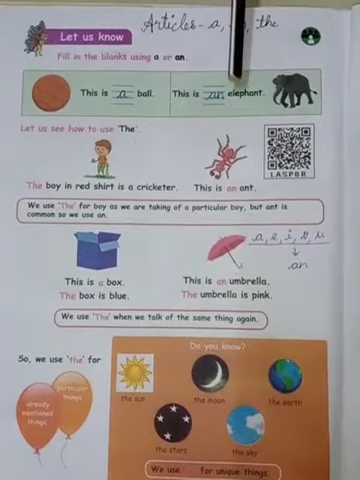 Articles - a, an, the
Let us know
Fill in the blanks using a or an.
This is a ball.
This is an elephant.
Let us see how to use 'The'.
LASPBR
The boy in red shirt is a cricketer.
This is an ant.
We use 'The' for boy as we are taking of a particular boy, but ant is
common so we use an.
a, e, i, o, u
an
This is a box.
The box is blue.
This is an umbrella.
The umbrella is pink.
We use 'The' when we talk of the same thing again.
So, we use 'the' for
already
mentioned
things
particular
things
Do you know?
the sun
the moon
the earth
the stars
the sky
We use for unique things.